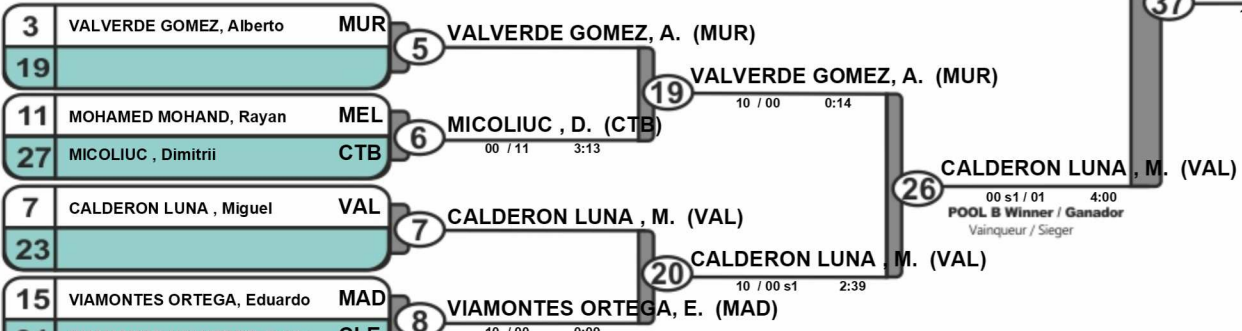 37
3 VALVERDE GOMEZ, Alberto MUR
19
5 VALVERDE GOMEZ, A. (MUR)
11 MOHAMED MOHAND, Rayan MEL
27 MICOLIUC , Dimitrii CTB
6 MICOLIUC , D. (CTB)
00 / 11 3:13
19 VALVERDE GOMEZ, A. (MUR)
10 / 00 0:14
7 CALDERON LUNA , Miguel VAL
23
7 CALDERON LUNA , M. (VAL)
15 VIAMONTES ORTEGA, Eduardo MAD
8 VIAMONTES ORTEGA, E. (MAD)
20 CALDERON LUNA , M. (VAL)
10 / 00 s1 2:39
26 CALDERON LUNA , M. (VAL)
00 s1 / 01 4:00
POOL B Winner / Ganador
Vainqueur / Sieger